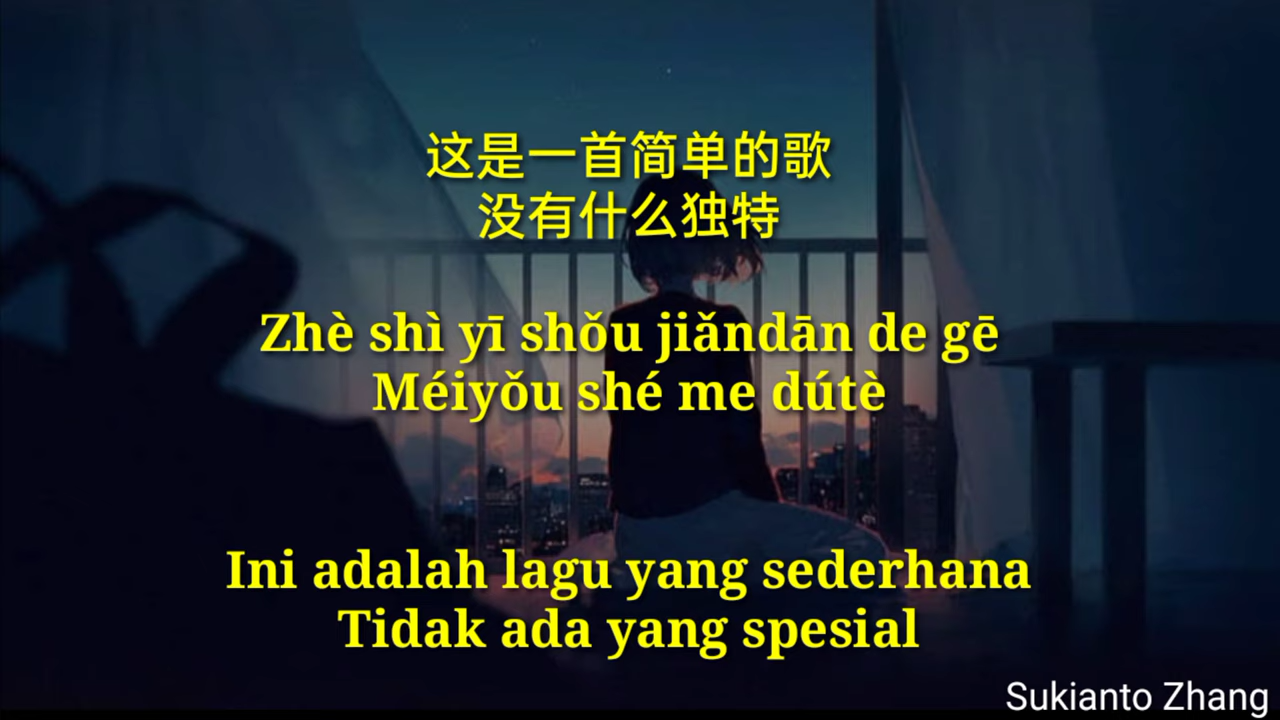 这是一首简单的歌
没有什么独特
Zhè shì yī shǒu jiǎndān de gē
Méiyǒu shé me dútè
Ini adalah lagu yang sederhana
Tidak ada yang spesial
Sukianto Zhang